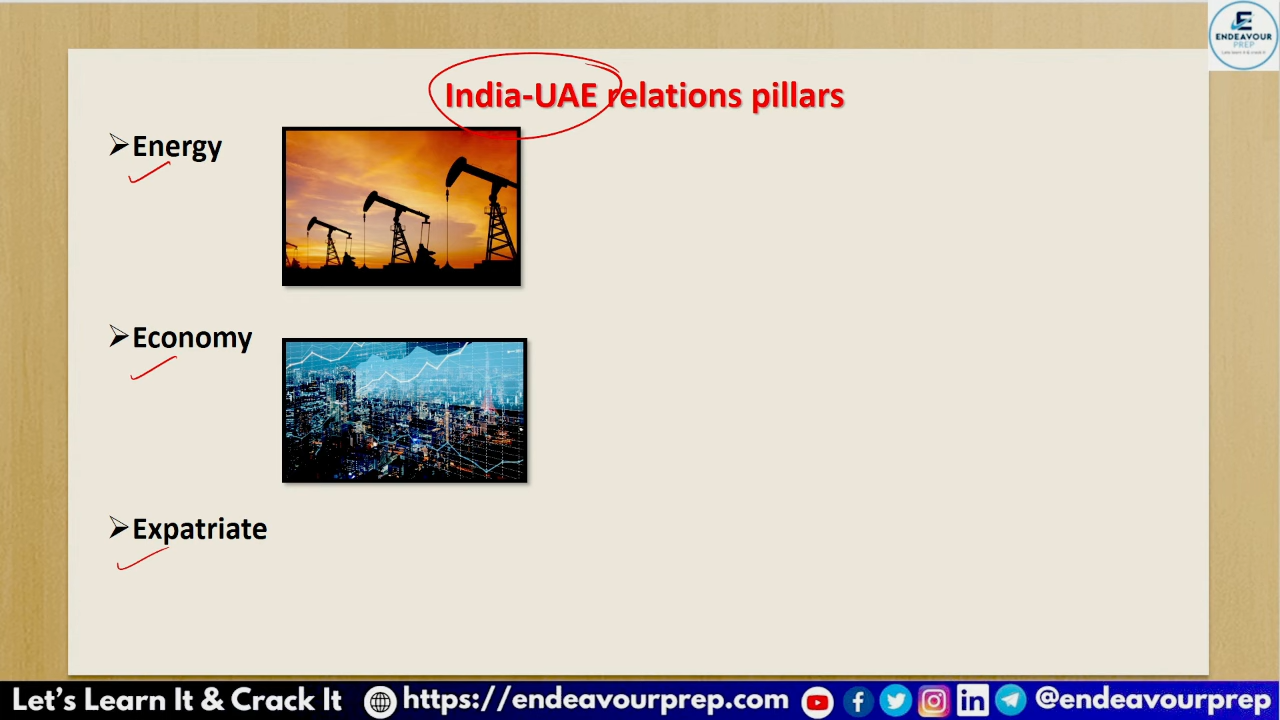 ENDEAVOUR
PREP
India-UAE relations pillars
➢Energy
➢Economy
➢Expatriate
Let's Learn It & Crack It
https://endeavourprep.com
@endeavourprep